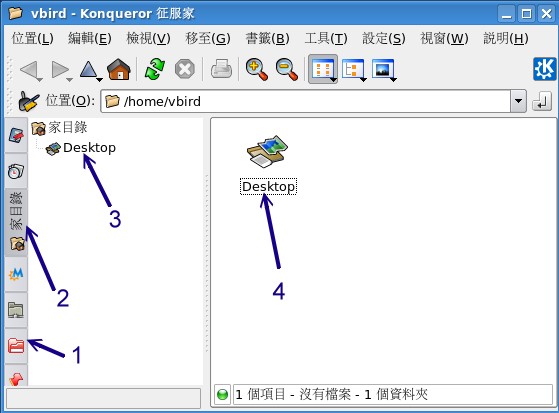 vbird - Konqueror 征服家
位置(L) 編輯(E) 檢視(V) 移至(G) 書籤(B) 工具(T) 設定(S) 視窗(W) 說明(H)
位置(O): /home/vbird
家目錄
Desktop
家目錄
Desktop
3
4
2
1
1 個項目 - 沒有檔案 - 1 個資料夾